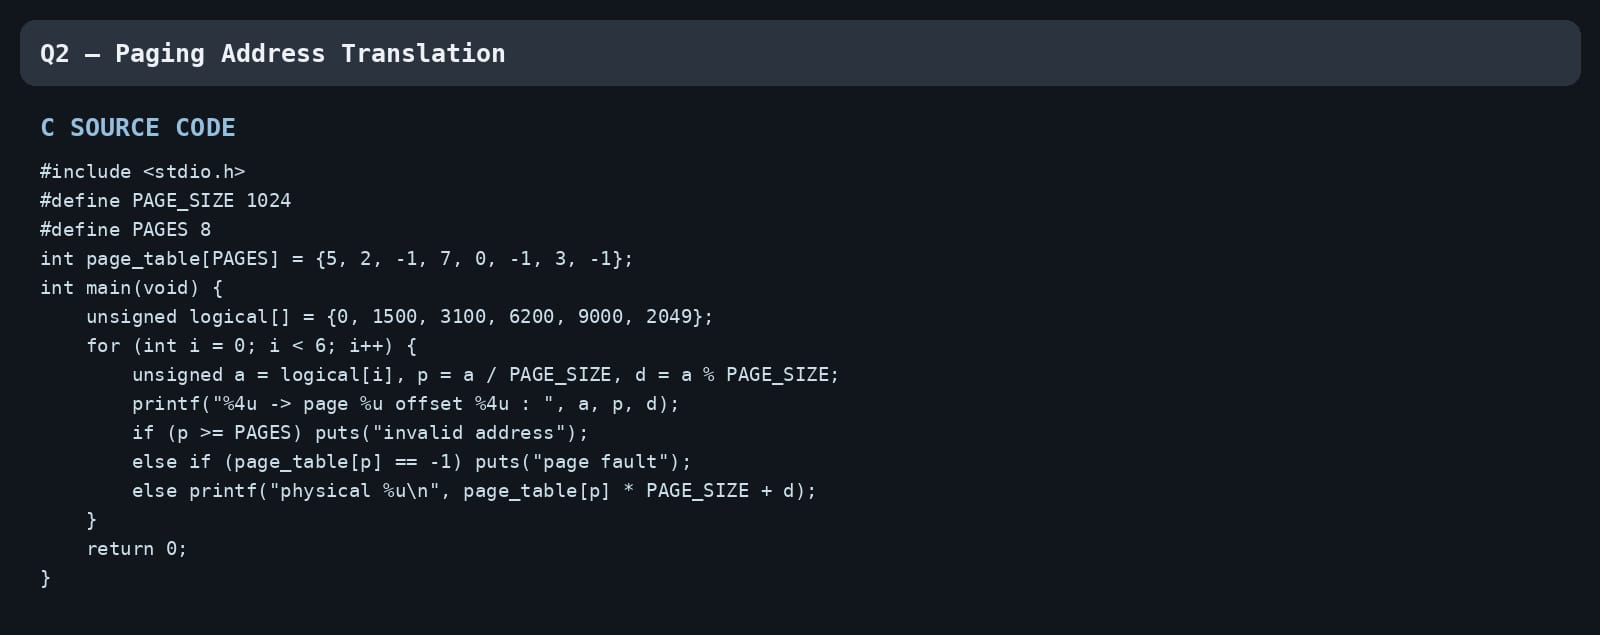 Q2 — Paging Address Translation
C SOURCE CODE
#include <stdio.h>
#define PAGE_SIZE 1024
#define PAGES 8
int page_table[PAGES] = {5, 2, -1, 7, 0, -1, 3, -1};
int main(void) {
    unsigned logical[] = {0, 1500, 3100, 6200, 9000, 2049};
    for (int i = 0; i < 6; i++) {
        unsigned a = logical[i], p = a / PAGE_SIZE, d = a % PAGE_SIZE;
        printf("%4u -> page %u offset %4u : ", a, p, d);
        if (p >= PAGES) puts("invalid address");
        else if (page_table[p] == -1) puts("page fault");
        else printf("physical %u\n", page_table[p] * PAGE_SIZE + d);
    }
    return 0;
}